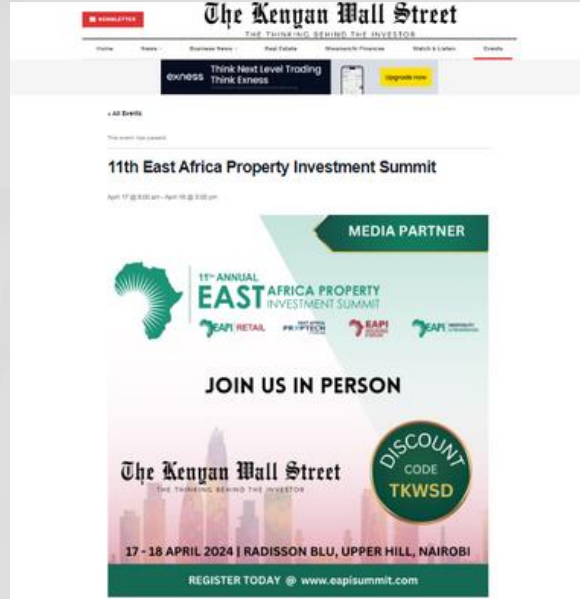 NEWSLETTER
The Kenyan Wall Street
THE THINKING BEHIND THE INVESTOR
Home News Business News Real Estate Finances Watch & Listen Events
exness
Think Next Level Trading
Think Exness
Upgrade now
« All Events
This event has passed.
11th East Africa Property Investment Summit
April 17 @ 8:00 am - April 18 @ 5:00 pm
MEDIA PARTNER
11TH ANNUAL
EAST AFRICA PROPERTY
INVESTMENT SUMMIT
EAPI RETAIL
EAST AFRICA
PROPTECH
EAPI
EAPI
JOIN US IN PERSON
The Kenyan Wall Street
THE THINKING BEHIND THE INVESTOR
DISCOUNT
CODE
TKWSD
17 - 18 APRIL 2024 | RADISSON BLU, UPPER HILL, NAIROBI
REGISTER TODAY @ www.eapisummit.com